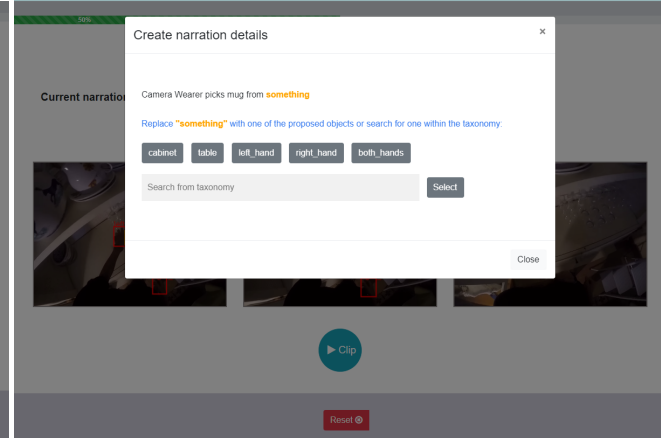 50%
Create narration details
×
Current narratio
Camera Wearer picks mug from something
Replace "something" with one of the proposed objects or search for one within the taxonomy:
cabinet table left_hand right_hand both_hands
Search from taxonomy Select
Close
Clip
Reset